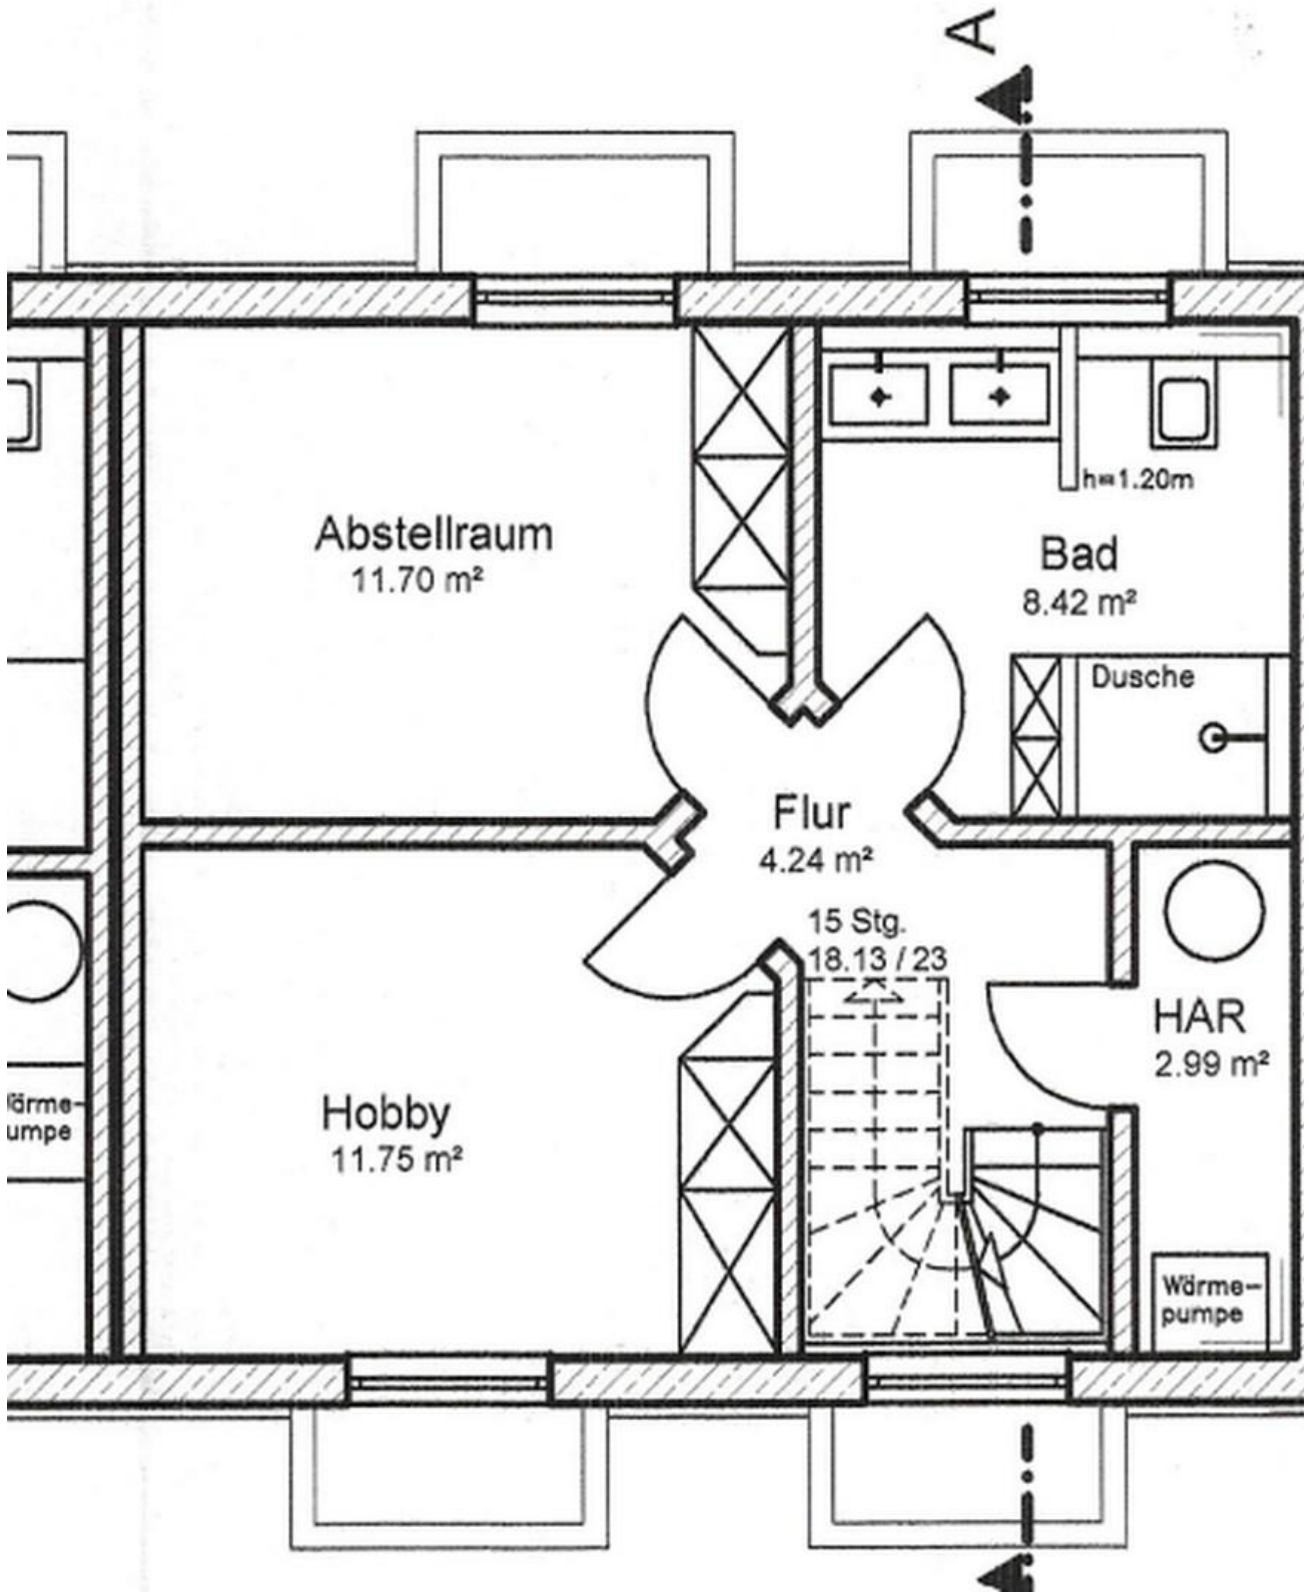 A
h=1.20m
Abstellraum
11.70 m²
Bad
8.42 m²
Dusche
Flur
4.24 m²
15 Stg.
18.13 / 23
HAR
2.99 m²
Hobby
11.75 m²
Wärme-
pumpe
ärme-
umpe